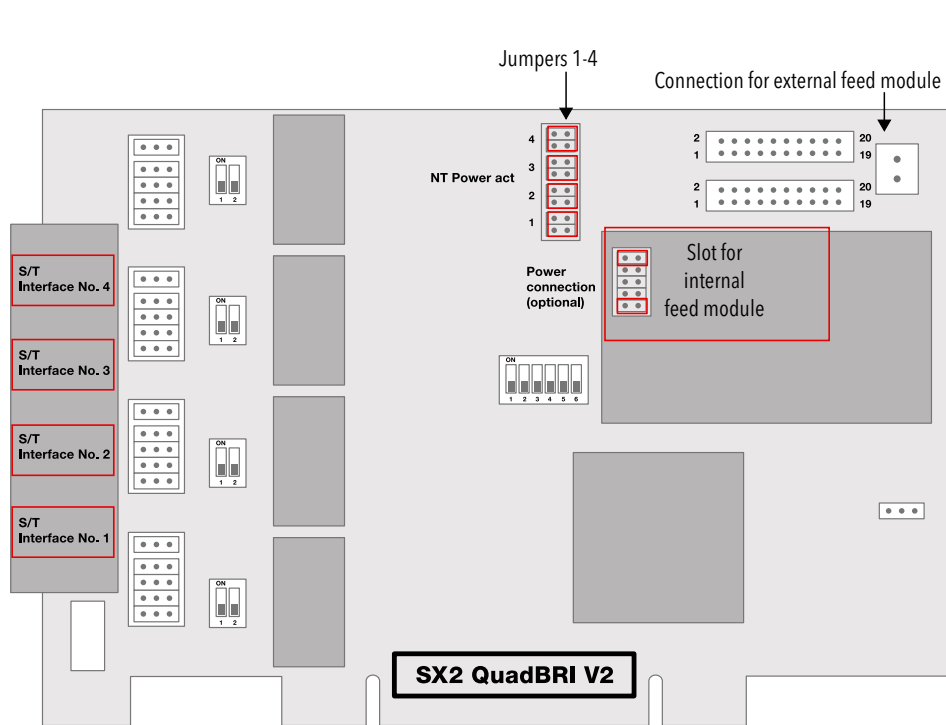 Jumpers 1-4
Connection for external feed module
4
3
NT Power act
2
1
2 20
1 19
2 20
1 19
ON
1 2
S/T
Interface No. 4
Power
connection
(optional)
Slot for
internal
feed module
ON
1 2
S/T
Interface No. 3
ON
1 2 3 4 5 6
S/T
Interface No. 2
ON
1 2
S/T
Interface No. 1
ON
1 2
SX2 QuadBRI V2